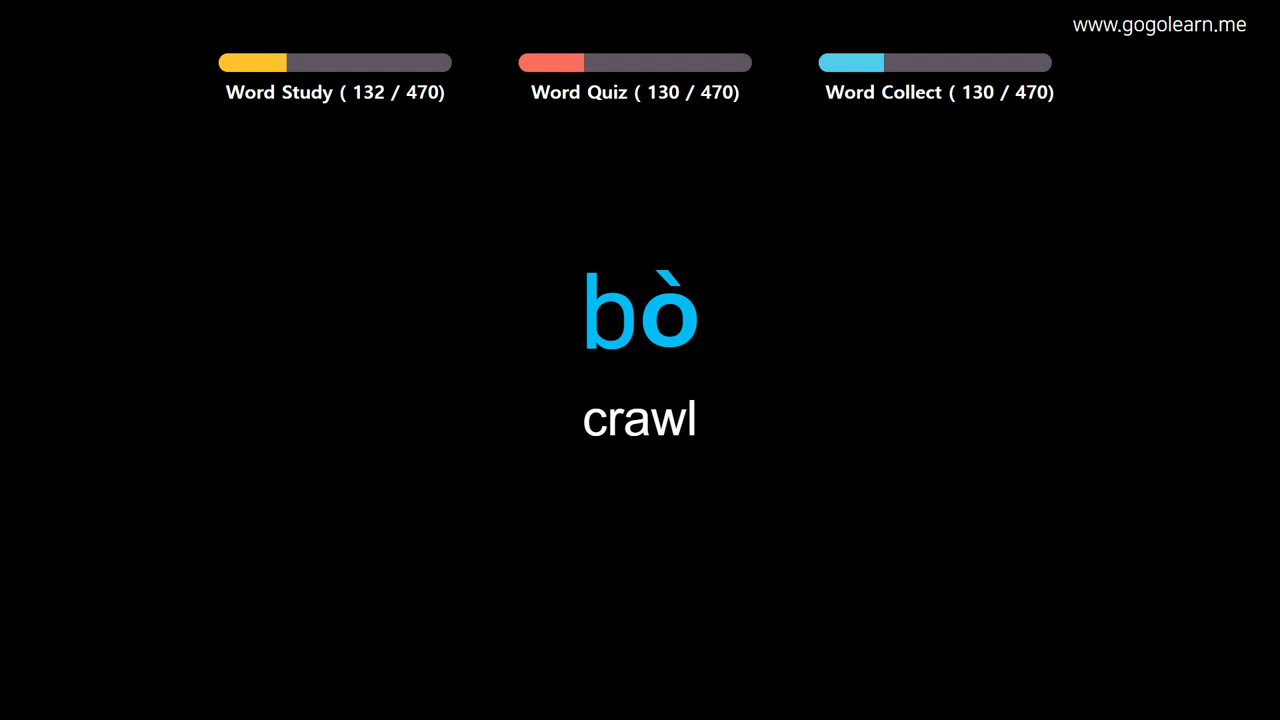 www.gogolearn.me
Word Study ( 132 / 470)
Word Quiz ( 130 / 470)
Word Collect ( 130 / 470)
bò
crawl